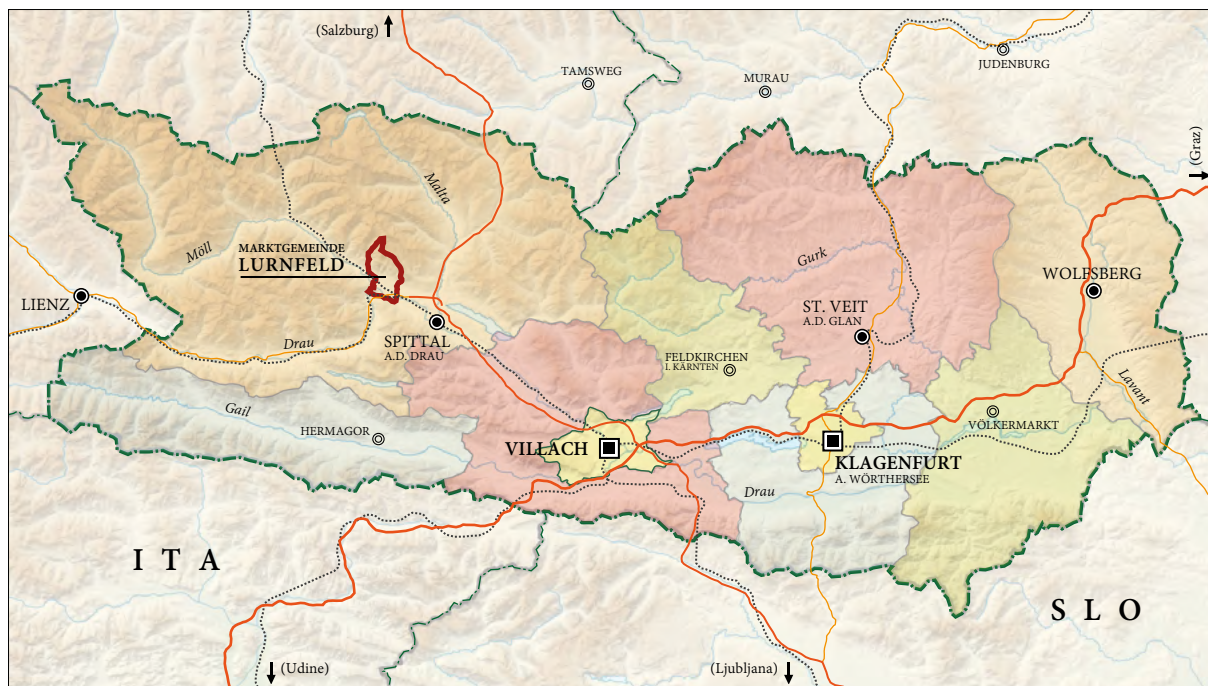 (Salzburg)
TAMSWEG
MURAU
JUDENBURG
(Graz)
Malta
Möll
MARKTGEMEINDE
LURNFELD
Gurk
WOLFSBERG
LIENZ
ST. VEIT
A.D. GLAN
SPITTAL
A.D. DRAU
Drau
FELDKIRCHEN
I. KÄRNTEN
Lavant
Gail
HERMAGOR
VÖLKERMARKT
VILLACH
KLAGENFURT
A. WÖRTHERSEE
Drau
I T A
S L O
(Udine)
(Ljubljana)